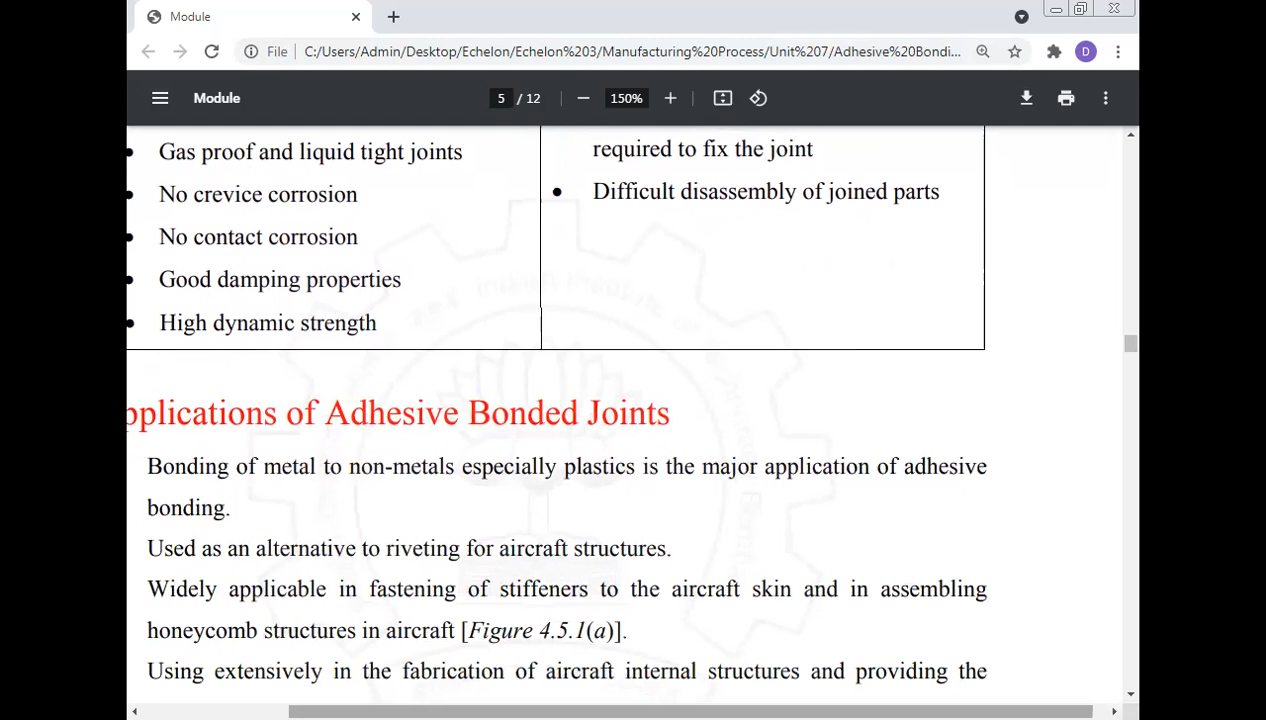 Module
File
C:/Users/Admin/Desktop/Echelon/Echelon%203/Manufacturing%20Process/Unit%207/Adhesive%20Bondi...
D
Module
5 / 12
150%
• Gas proof and liquid tight joints
• No crevice corrosion
• No contact corrosion
• Good damping properties
• High dynamic strength
required to fix the joint
• Difficult disassembly of joined parts
pplications of Adhesive Bonded Joints
Bonding of metal to non-metals especially plastics is the major application of adhesive
bonding.
Used as an alternative to riveting for aircraft structures.
Widely applicable in fastening of stiffeners to the aircraft skin and in assembling
honeycomb structures in aircraft [Figure 4.5.1(a)].
Using extensively in the fabrication of aircraft internal structures and providing the